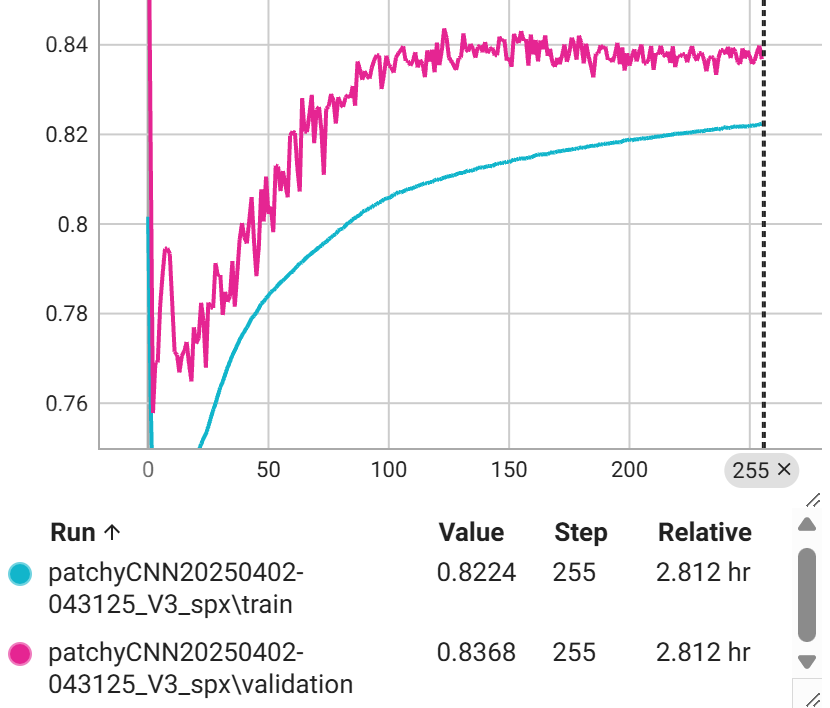 0.84
0.82
0.8
0.78
0.76
0 50 100 150 200 255 ×
Run ↑ Value Step Relative
patchyCNN20250402- 0.8224 255 2.812 hr
043125_V3_spx\train
patchyCNN20250402- 0.8368 255 2.812 hr
043125_V3_spx\validation